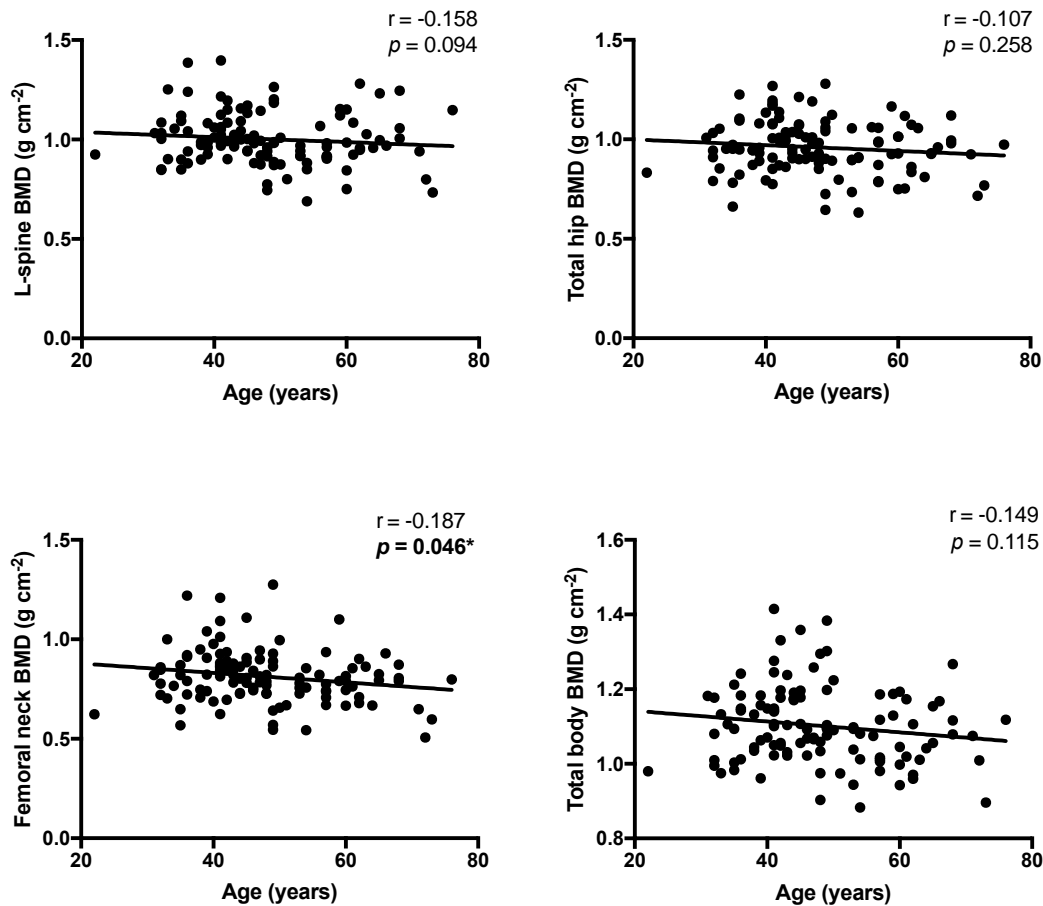 r = -0.158
p = 0.094
1.5
1.0
0.5
0.0
L-spine BMD (g cm-2)
20 40 60 80
Age (years)
r = -0.107
p = 0.258
1.5
1.0
0.5
0.0
Total hip BMD (g cm-2)
20 40 60 80
Age (years)
r = -0.187
p = 0.046*
1.5
1.0
0.5
0.0
Femoral neck BMD (g cm-2)
20 40 60 80
Age (years)
r = -0.149
p = 0.115
1.6
1.4
1.2
1.0
0.8
Total body BMD (g cm-2)
20 40 60 80
Age (years)